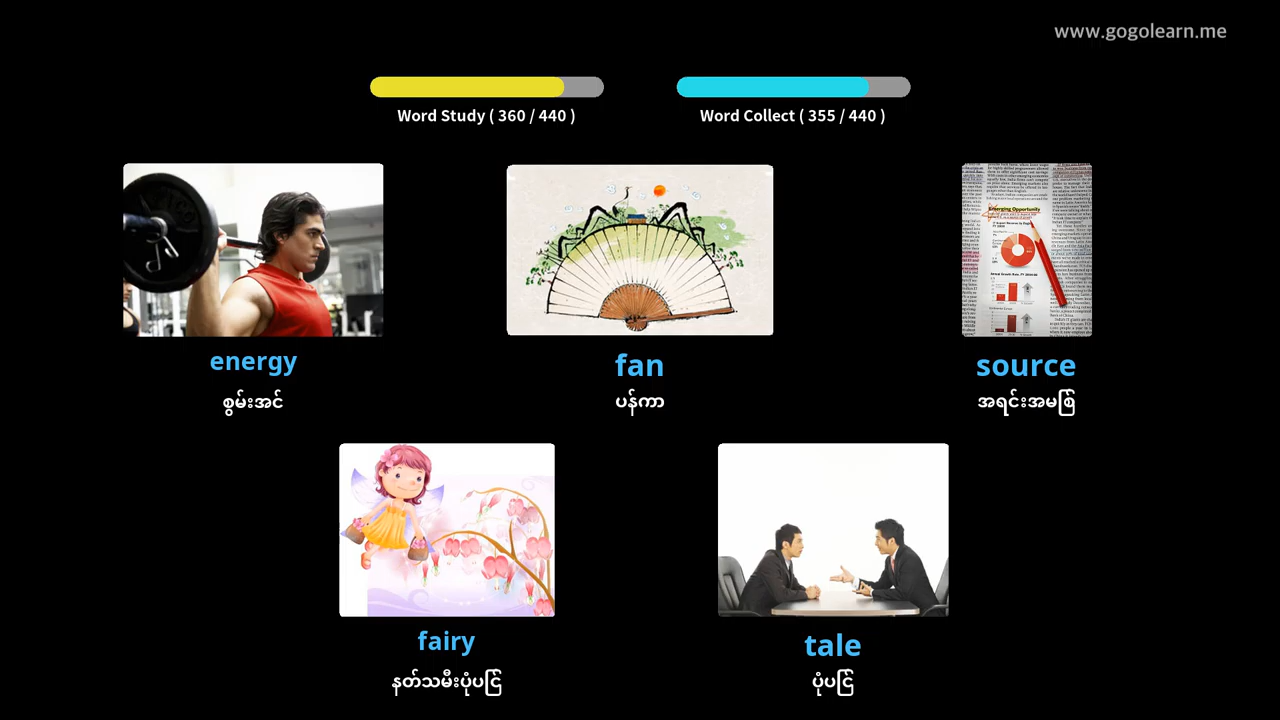 www.gogolearn.me
Word Study ( 360 / 440 )
Word Collect ( 355 / 440 )
Emerging Opportunity
energy
fan
source
စွမ်းအင်
ပန်ကာ
အရင်းအမြစ်
fairy
tale
နတ်သမီးပုံပြင်
ပုံပြင်